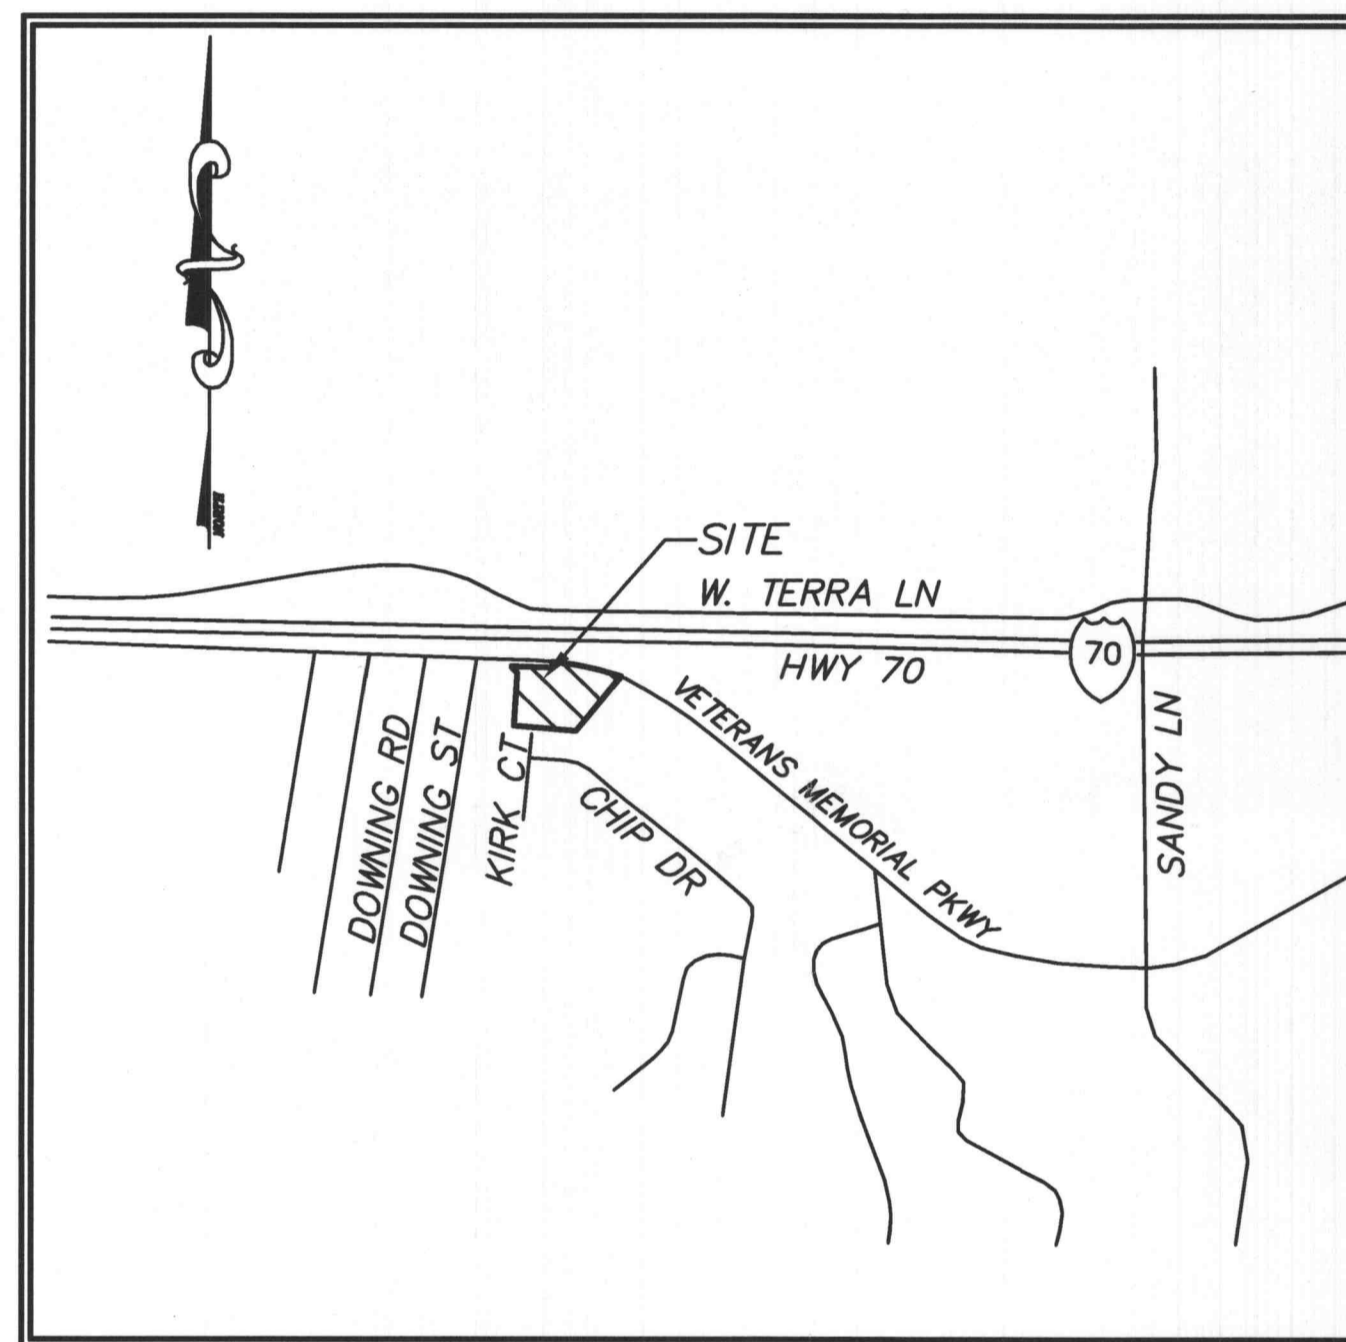 SITE
W. TERRA LN
HWY 70
70
VETERANS MEMORIAL PKWY
SANDY LN
DOWNING RD
DOWNING ST
KIRK CT
CHIP DR